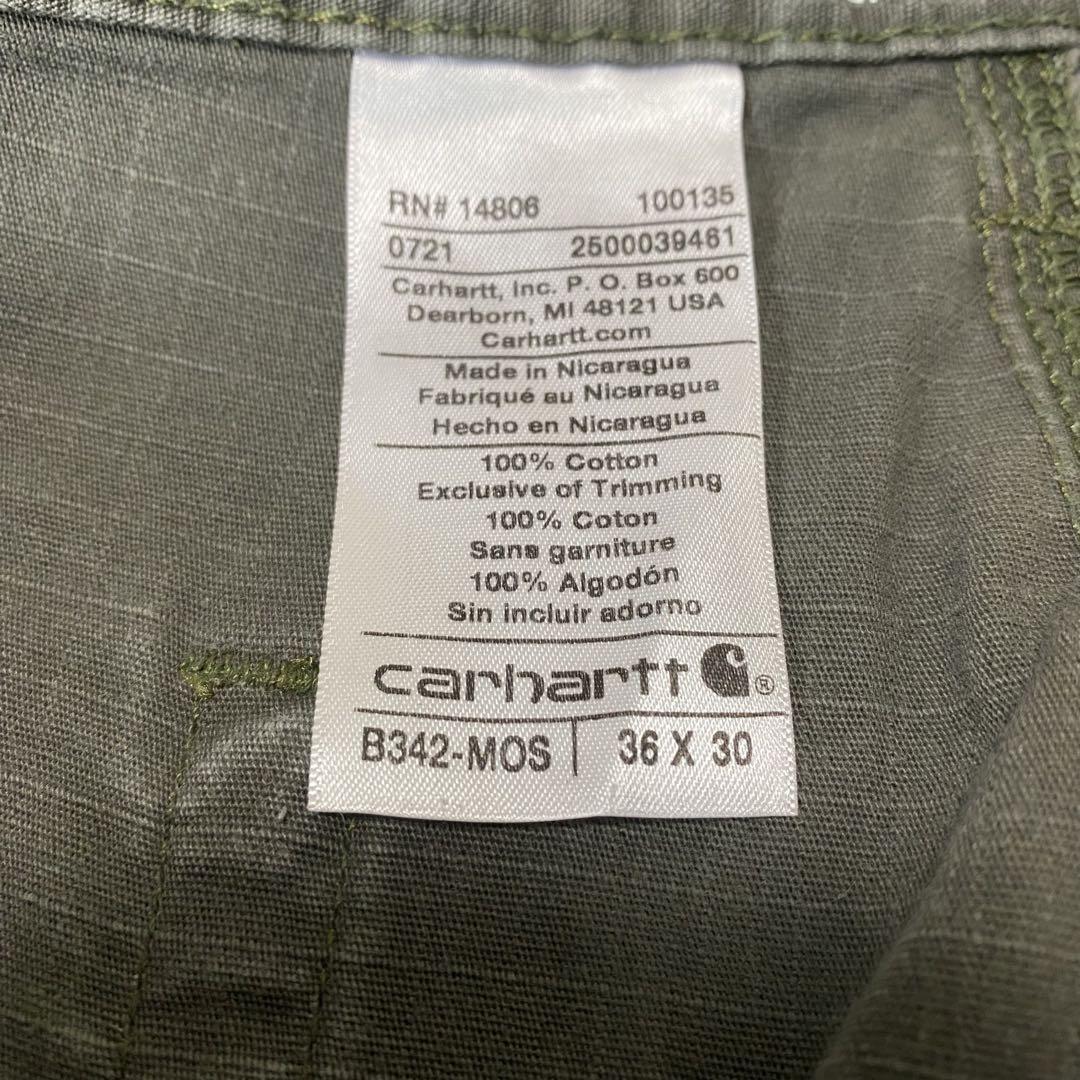 RN# 14806 100135
0721 2500039461
Carhartt, Inc. P. O. Box 600
Dearborn, MI 48121 USA
Carhartt.com
Made in Nicaragua
Fabriqué au Nicaragua
Hecho en Nicaragua
100% Cotton
Exclusive of Trimming
100% Coton
Sans garniture
100% Algodón
Sin incluir adorno
carhartt ®
B342-MOS 36 X 30